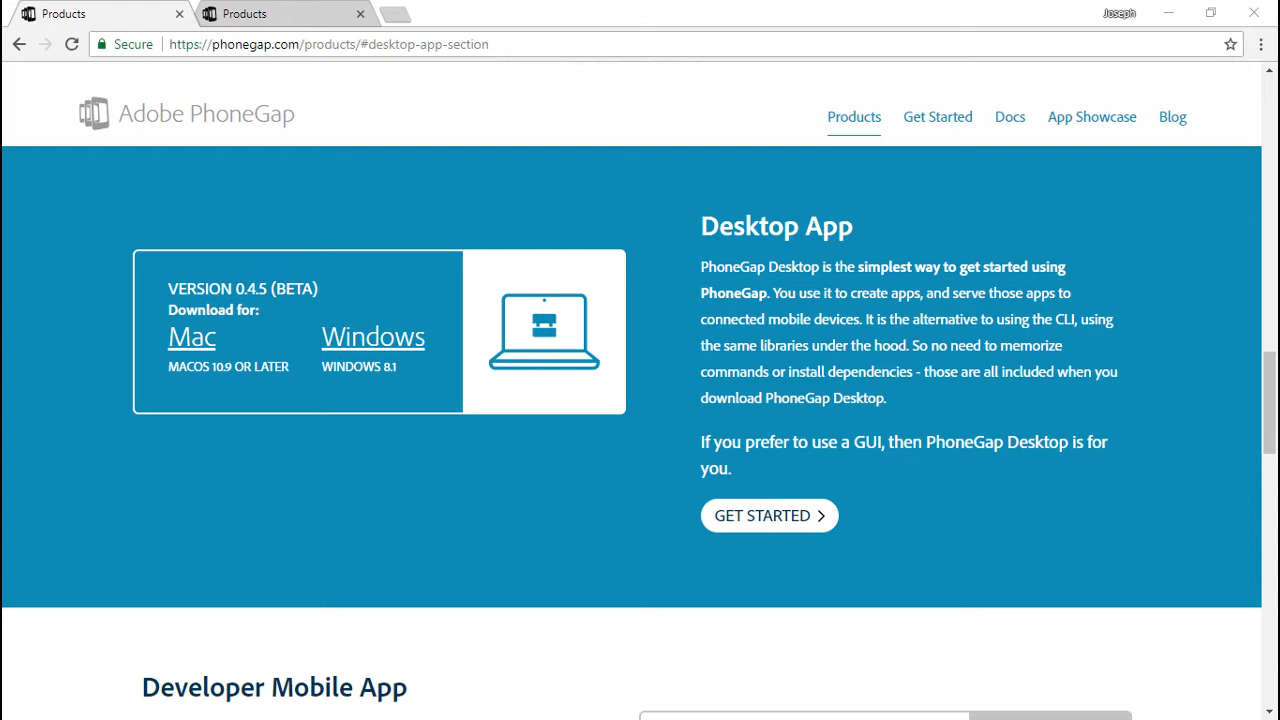 Products
Products
Joseph
Secure
https://phonegap.com/products/#desktop-app-section
Adobe PhoneGap
Products
Get Started
Docs
App Showcase
Blog
VERSION 0.4.5 (BETA)
Download for:
Mac
Windows
MACOS 10.9 OR LATER
WINDOWS 8.1
Desktop App
PhoneGap Desktop is the simplest way to get started using
PhoneGap. You use it to create apps, and serve those apps to
connected mobile devices. It is the alternative to using the CLI, using
the same libraries under the hood. So no need to memorize
commands or install dependencies - those are all included when you
download PhoneGap Desktop.
If you prefer to use a GUI, then PhoneGap Desktop is for
you.
GET STARTED
Developer Mobile App